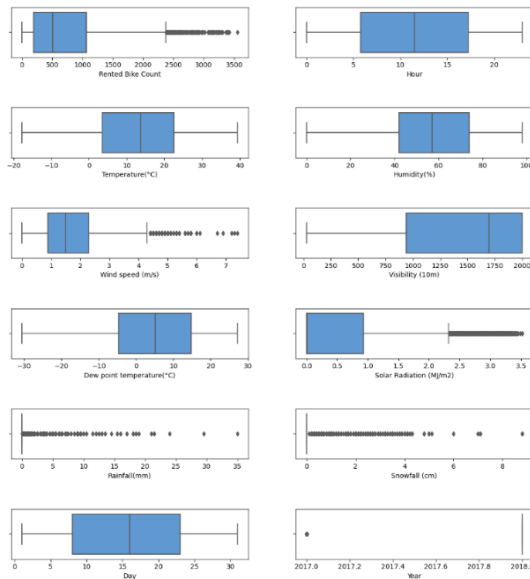 0 500 1000 1500 2000 2500 3000 3500
Rented Bike Count
0 5 10 15 20
Hour
−20 −10 0 10 20 30 40
Temperature(°C)
0 20 40 60 80 100
Humidity(%)
0 1 2 3 4 5 6 7
Wind speed (m/s)
0 250 500 750 1000 1250 1500 1750 2000
Visibility (10m)
−30 −20 −10 0 10 20 30
Dew point temperature(°C)
0.0 0.5 1.0 1.5 2.0 2.5 3.0 3.5
Solar Radiation (MJ/m2)
0 5 10 15 20 25 30 35
Rainfall(mm)
0 2 4 6 8
Snowfall (cm)
0 5 10 15 20 25 30
Day
2017.0 2017.2 2017.4 2017.6 2017.8 2018.
Year